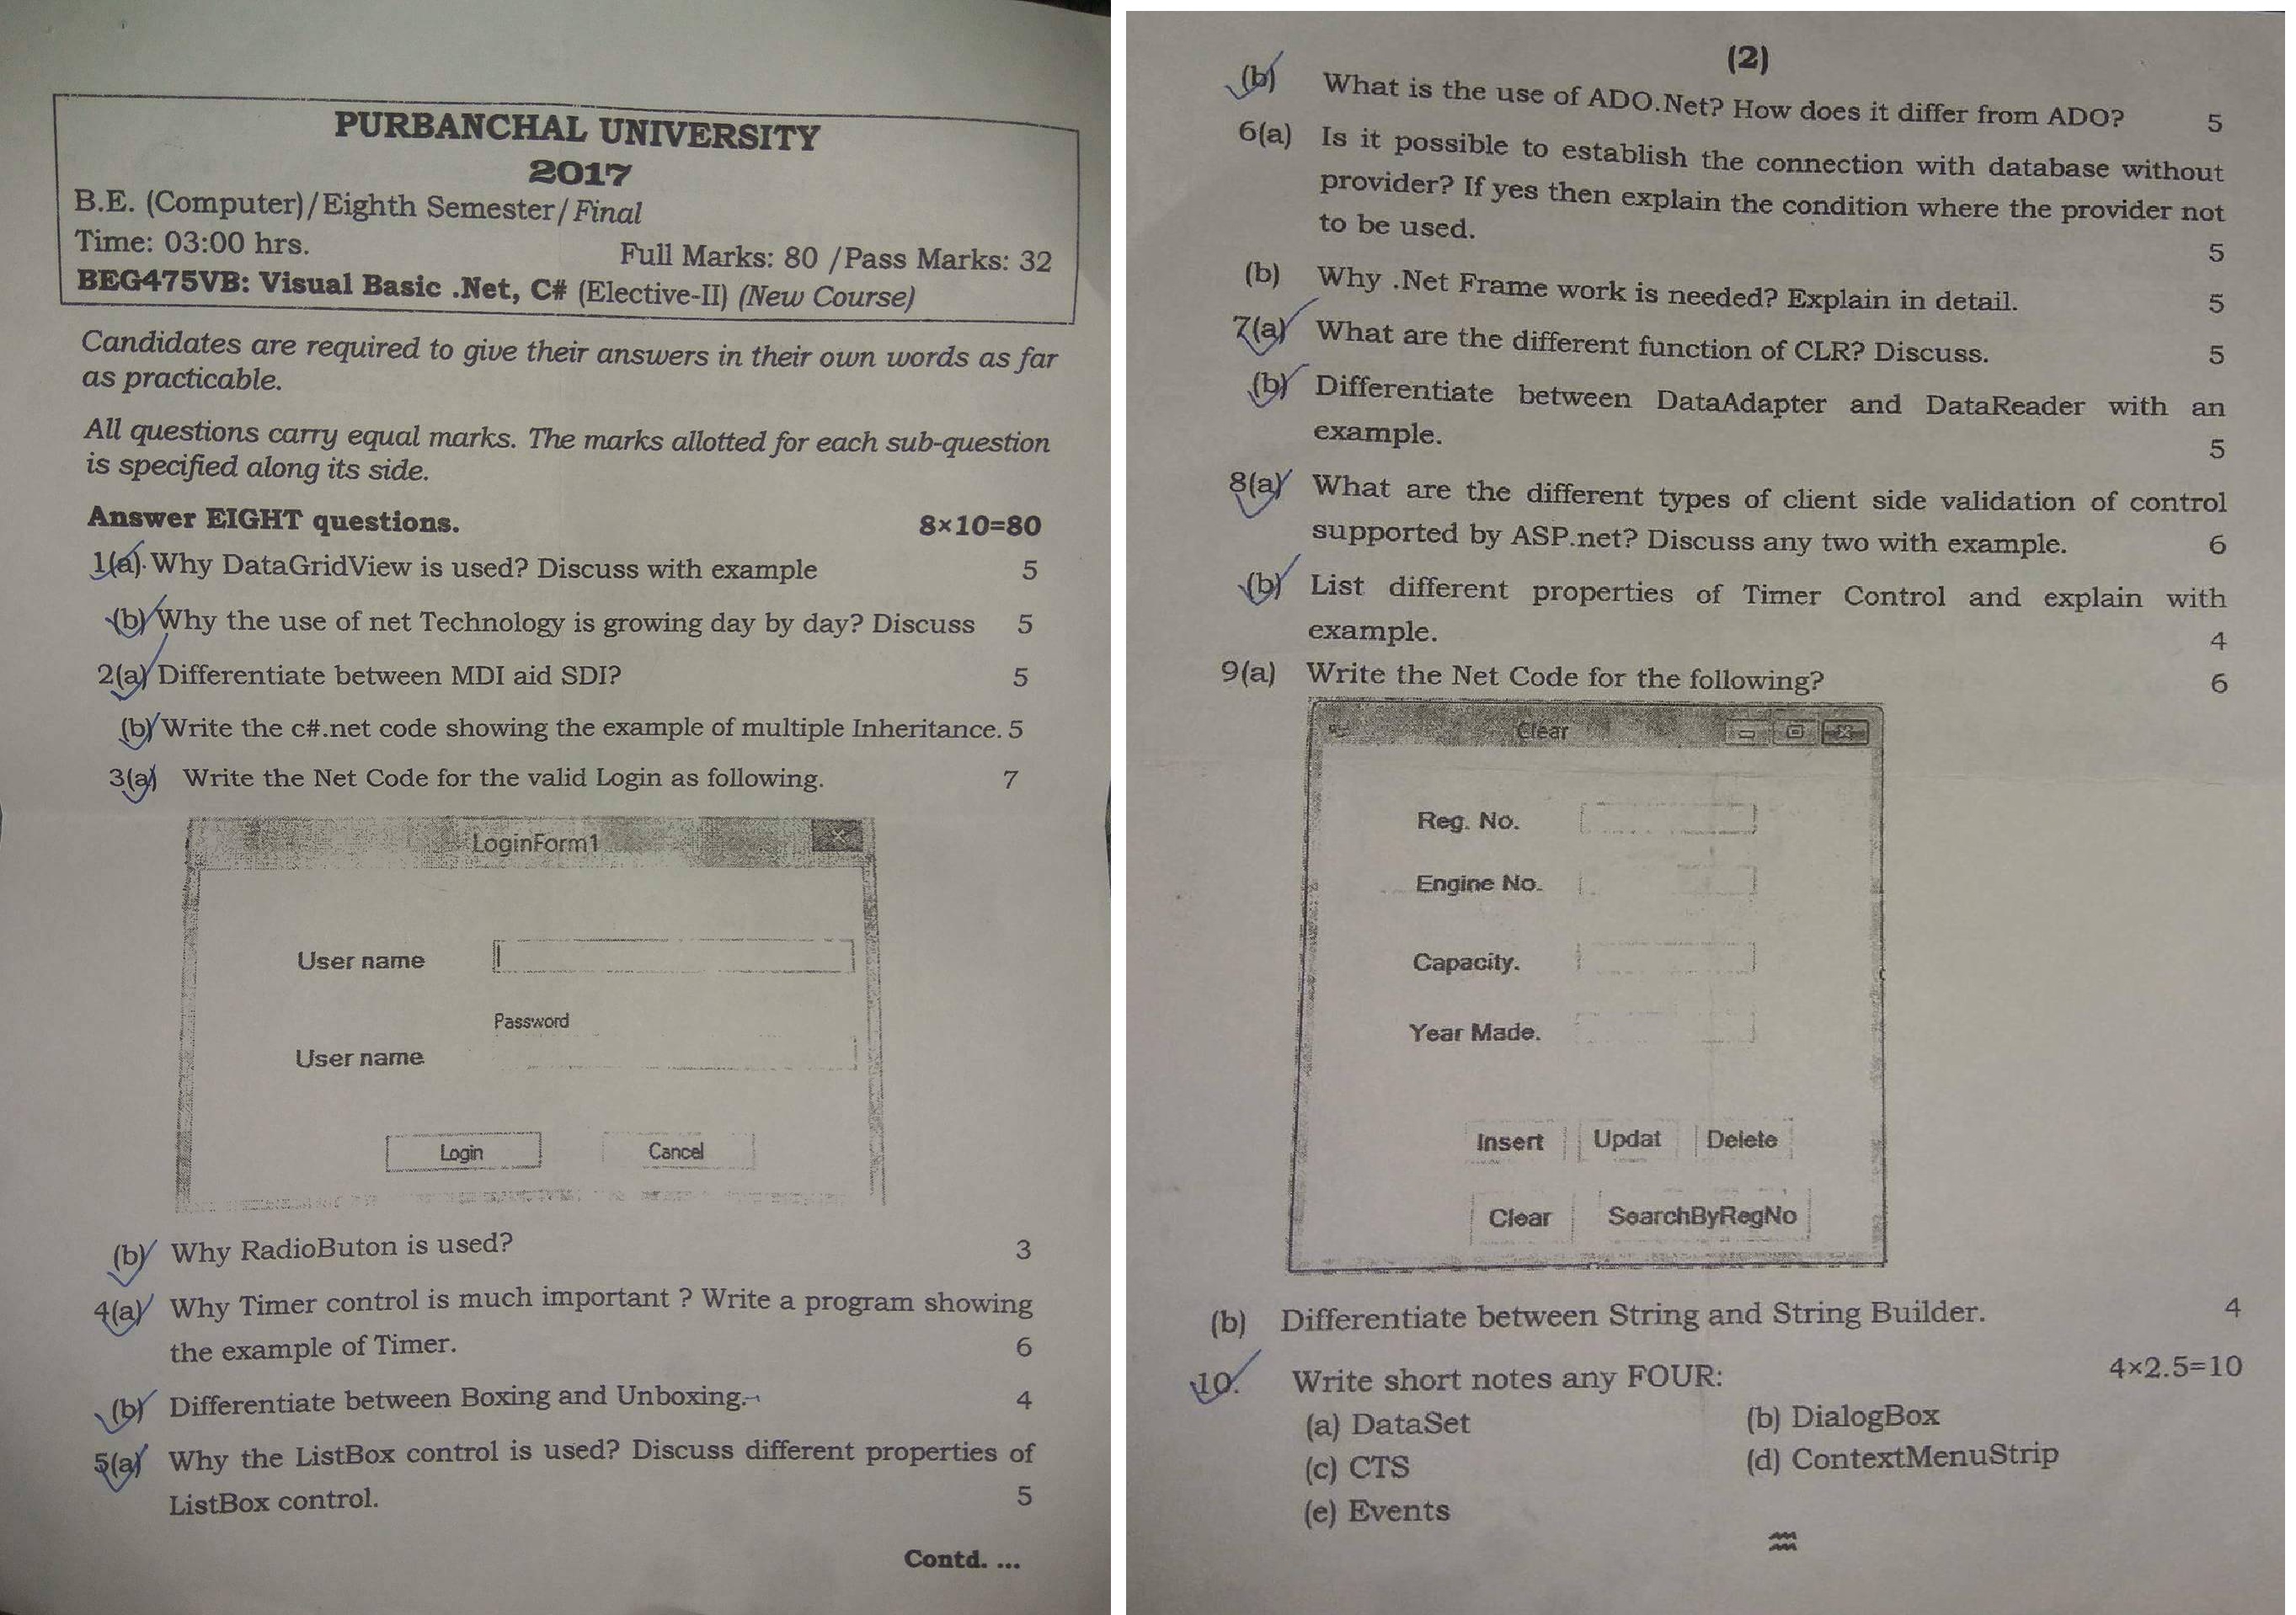 PURBANCHAL UNIVERSITY
2017
B.E. (Computer)/Eighth Semester/Final
Time: 03:00 hrs. Full Marks: 80 /Pass Marks: 32
BEG475VB: Visual Basic .Net, C# (Elective-II) (New Course)
Candidates are required to give their answers in their own words as far
as practicable.
All questions carry equal marks. The marks allotted for each sub-question
is specified along its side.
Answer EIGHT questions. 8×10=80
1(a). Why DataGridView is used? Discuss with example 5
(b) Why the use of net Technology is growing day by day? Discuss 5
2(a) Differentiate between MDI aid SDI? 5
(b) Write the c#.net code showing the example of multiple Inheritance. 5
3(a) Write the Net Code for the valid Login as following. 7
LoginForm1
User name
Password
User name
Login Cancel
(b) Why RadioButon is used? 3
4(a) Why Timer control is much important ? Write a program showing
the example of Timer. 6
(b) Differentiate between Boxing and Unboxing. 4
5(a) Why the ListBox control is used? Discuss different properties of
ListBox control. 5
Contd. ...
(2)
(b) What is the use of ADO.Net? How does it differ from ADO? 5
6(a) Is it possible to establish the connection with database without
provider? If yes then explain the condition where the provider not
to be used. 5
(b) Why .Net Frame work is needed? Explain in detail. 5
7(a) What are the different function of CLR? Discuss. 5
(b) Differentiate between DataAdapter and DataReader with an
example. 5
8(a) What are the different types of client side validation of control
supported by ASP.net? Discuss any two with example. 6
(b) List different properties of Timer Control and explain with
example. 4
9(a) Write the Net Code for the following? 6
Clear
Reg. No.
Engine No.
Capacity.
Year Made.
Insert Updat Delete
Clear SearchByRegNo
(b) Differentiate between String and String Builder. 4
10. Write short notes any FOUR: 4×2.5=10
(a) DataSet (b) DialogBox
(c) CTS (d) ContextMenuStrip
(e) Events